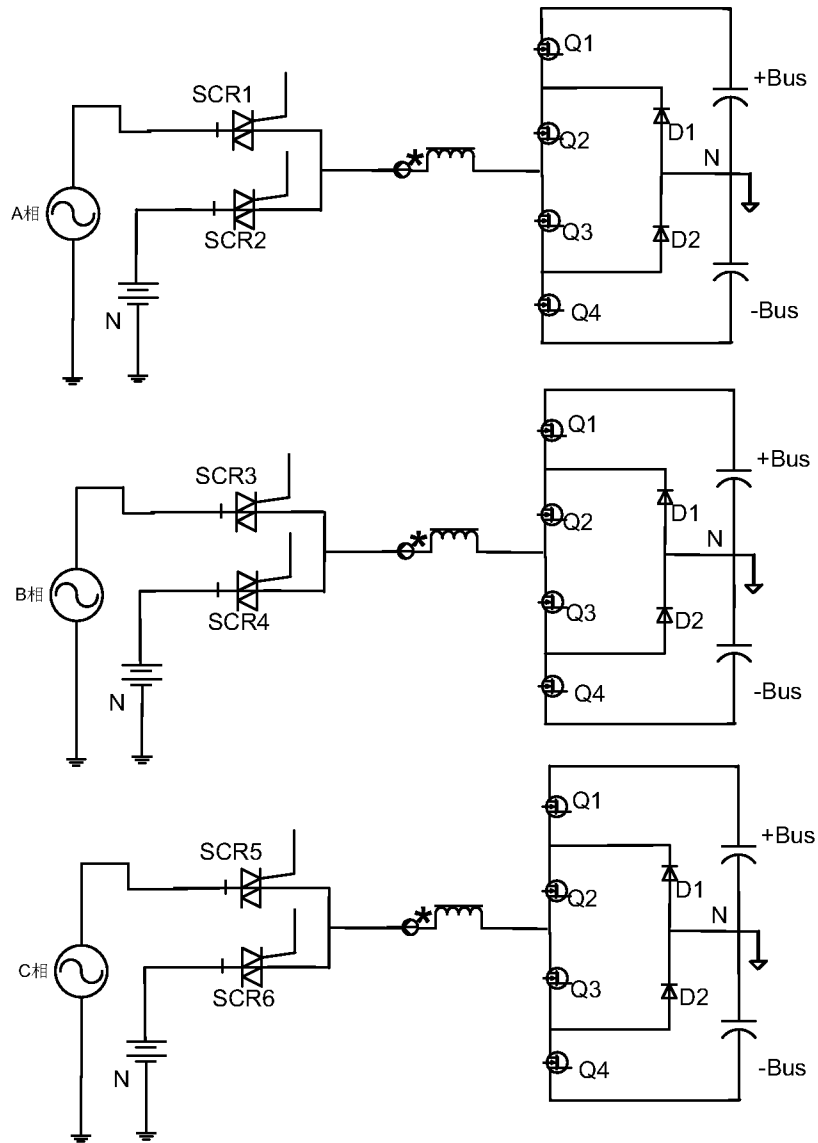 Q1
SCR1
+Bus
Q2
D1
N
A相
SCR2
Q3
D2
N
Q4
-Bus
Q1
SCR3
+Bus
Q2
D1
N
B相
SCR4
Q3
D2
N
Q4
-Bus
Q1
SCR5
+Bus
Q2
D1
N
C相
SCR6
Q3
D2
N
Q4
-Bus